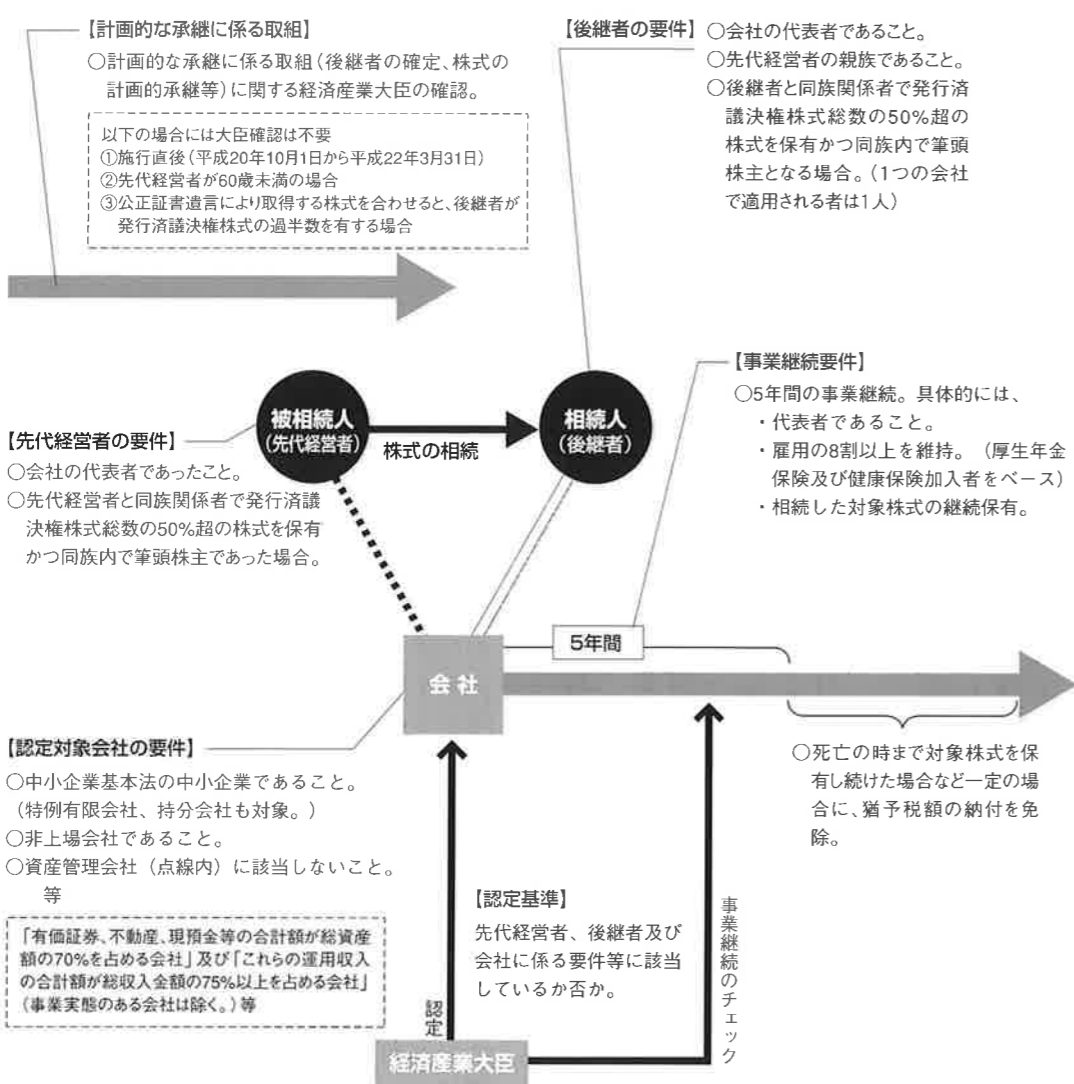 【計画的な承継に係る取組】
○計画的な承継に係る取組(後継者の確定、株式の
計画的承継等)に関する経済産業大臣の確認。
以下の場合には大臣確認は不要
①施行直後(平成20年10月1日から平成22年3月31日)
②先代経営者が60歳未満の場合
③公正証書遺言により取得する株式を合わせると、後継者が
発行済議決権株式の過半数を有する場合
【後継者の要件】
○会社の代表者であること。
○先代経営者の親族であること。
○後継者と同族関係者で発行済
議決権株式総数の50%超の
株式を保有かつ同族内で筆頭
株主となる場合。(1つの会社
で適用される者は1人)
被相続人
(先代経営者)
株式の相続
相続人
(後継者)
【事業継続要件】
○5年間の事業継続。具体的には、
・代表者であること。
・雇用の8割以上を維持。(厚生年金
保険及び健康保険加入者をベース)
・相続した対象株式の継続保有。
【先代経営者の要件】
○会社の代表者であったこと。
○先代経営者と同族関係者で発行済議
決権株式総数の50%超の株式を保有
かつ同族内で筆頭株主であった場合。
会社
5年間
【認定対象会社の要件】
○中小企業基本法の中小企業であること。
(特例有限会社、持分会社も対象。)
○非上場会社であること。
○資産管理会社(点線内)に該当しないこと。
等
「有価証券、不動産、現預金等の合計額が総資産
額の70%を占める会社」及び「これらの運用収入
の合計額が総収入金額の75%以上を占める会社」
(事業実態のある会社は除く。)等
○死亡の時まで対象株式を保
有し続けた場合など一定の場
合に、猶予税額の納付を免
除。
【認定基準】
先代経営者、後継者及び
会社に係る要件等に該当
しているか否か。
認定
事業継続のチェック
経済産業大臣